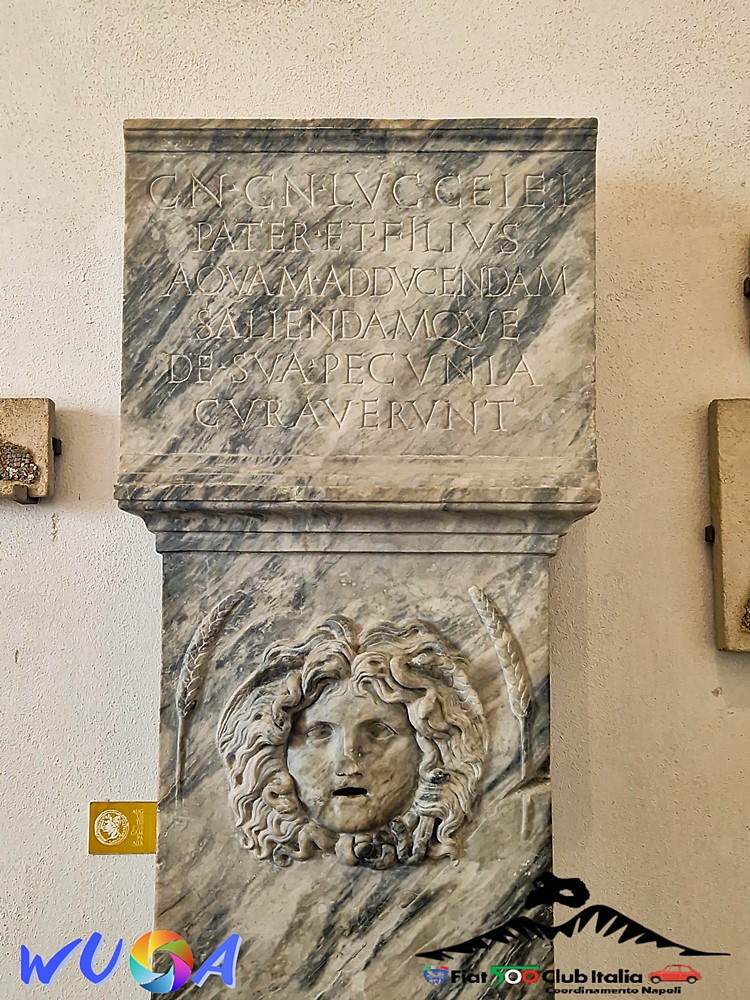 CN · CN · LVCCEIEI
PATER · ET · FILIVS
AQVAM · ADDVCENDAM
SALIENDAMQVE
DE · SVA · PECVNIA
CVRAVERVNT
AUG
WUOA
Fiat 500 Club Italia
Coordinamento Napoli